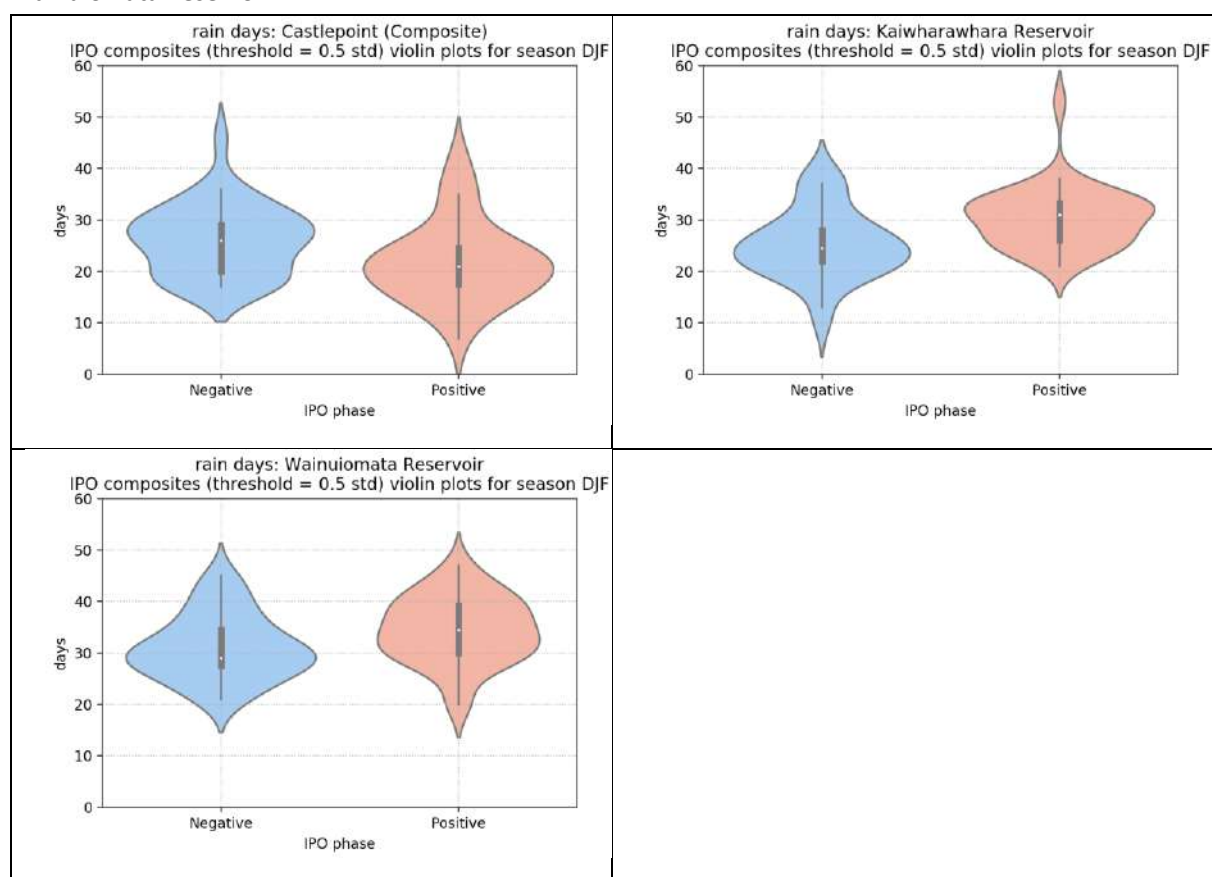 rain days: Castlepoint (Composite)
IPO composites (threshold = 0.5 std) violin plots for season DJF
60
50
40
30
20
10
0
days
Negative
Positive
IPO phase
rain days: Kaiwharawhara Reservoir
IPO composites (threshold = 0.5 std) violin plots for season DJF
60
50
40
30
20
10
0
days
Negative
Positive
IPO phase
rain days: Wainuiomata Reservoir
IPO composites (threshold = 0.5 std) violin plots for season DJF
60
50
40
30
20
10
0
days
Negative
Positive
IPO phase